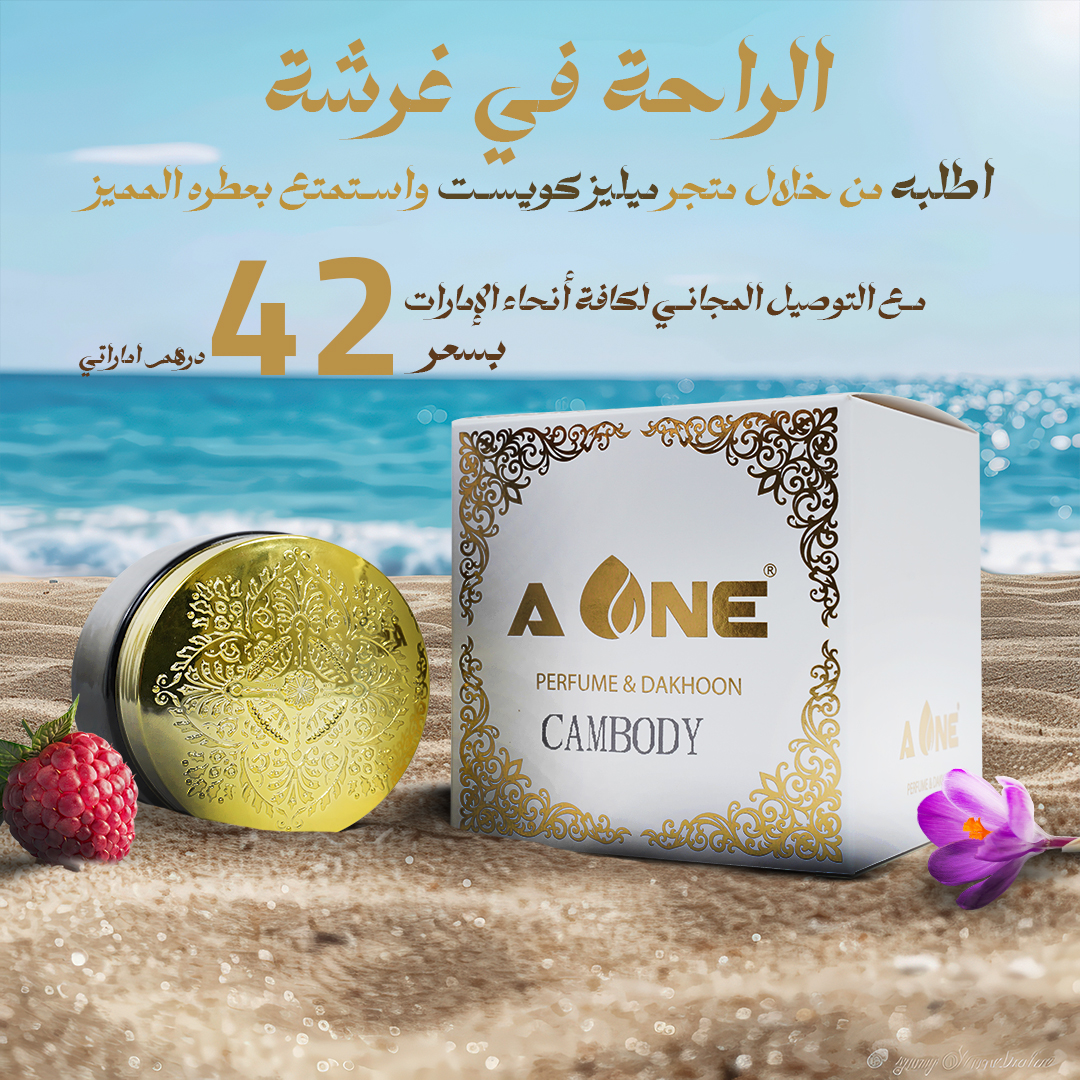 الراحة في غرشة
اطلبه من خلال متجر ميليز كويست واستمتع بعطره المميز
مع التوصيل المجاني لكافة أنحاء الإمارات
بسعر 42 درهم اماراتي
A ONE®
PERFUME & DAKHOON
CAMBODY
A ONE